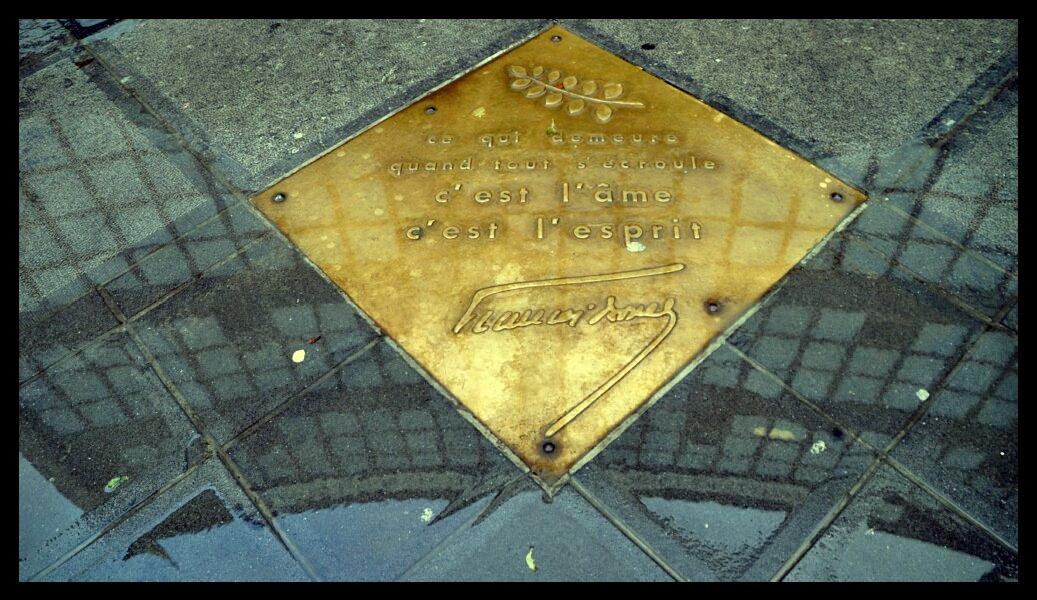 ce qui demeure
quand tout s'écroule
c'est l'âme
c'est l'esprit